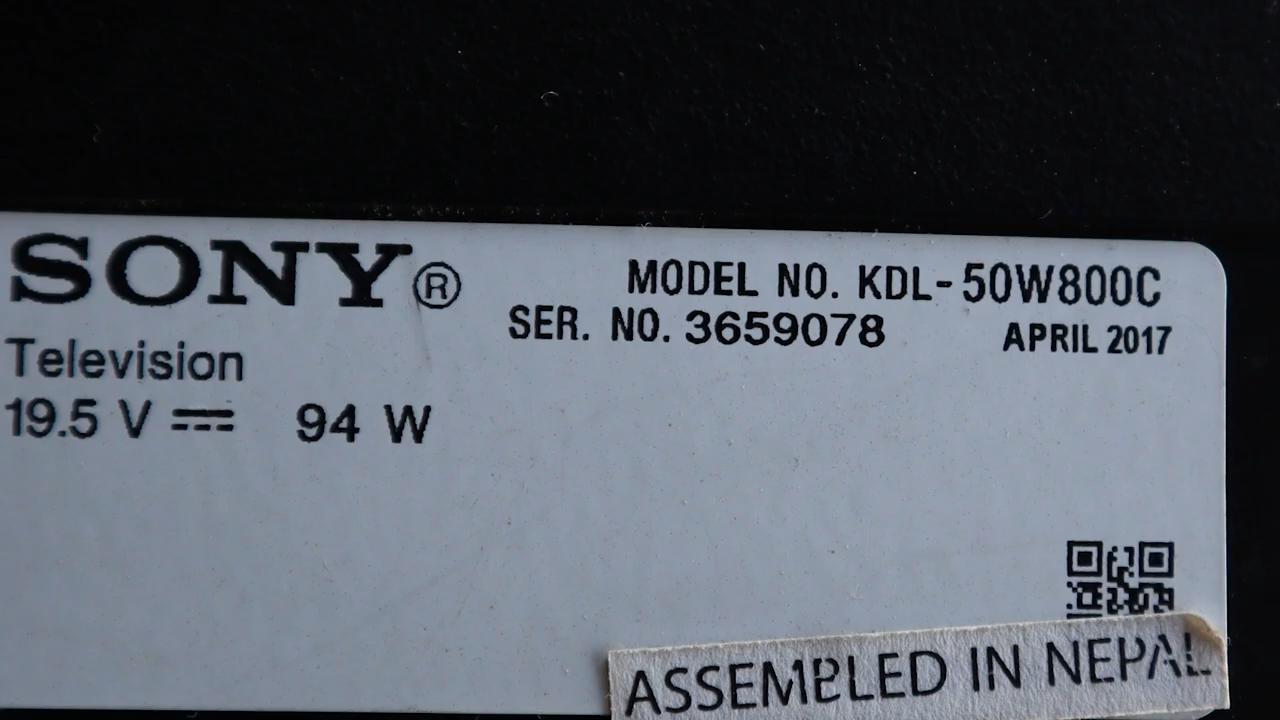 SONY®
MODEL NO. KDL-50W800C
SER. NO. 3659078 APRIL 2017
Television
19.5 V ⎓ 94 W
ASSEMBLED IN NEPAL